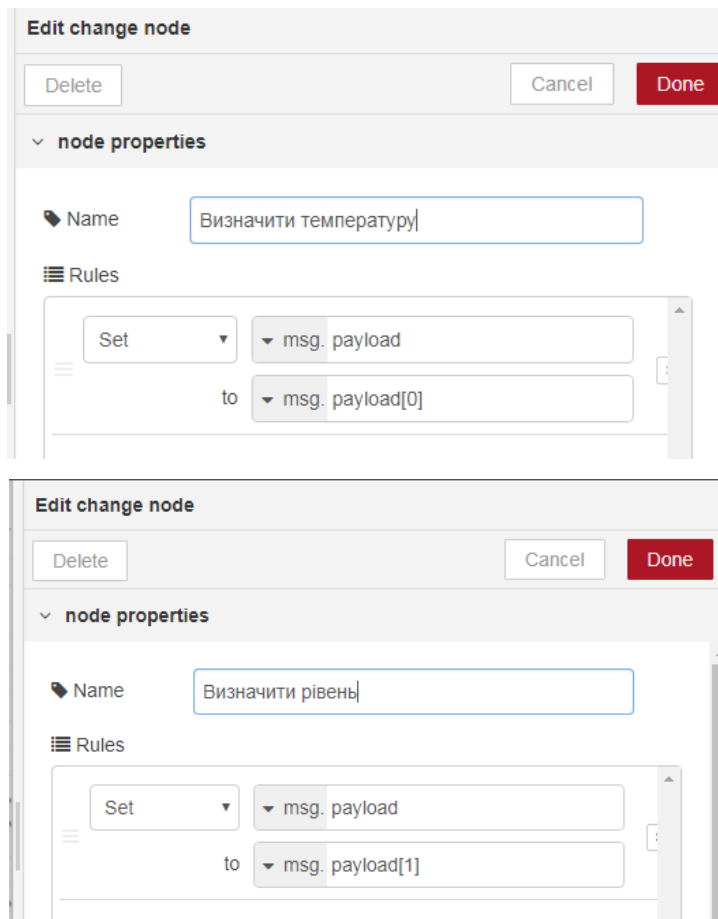 Edit change node
Delete Cancel Done
node properties
Name Визначити температуру
Rules
Set msg. payload
to msg. payload[0]
Edit change node
Delete Cancel Done
node properties
Name Визначити рівень
Rules
Set msg. payload
to msg. payload[1]